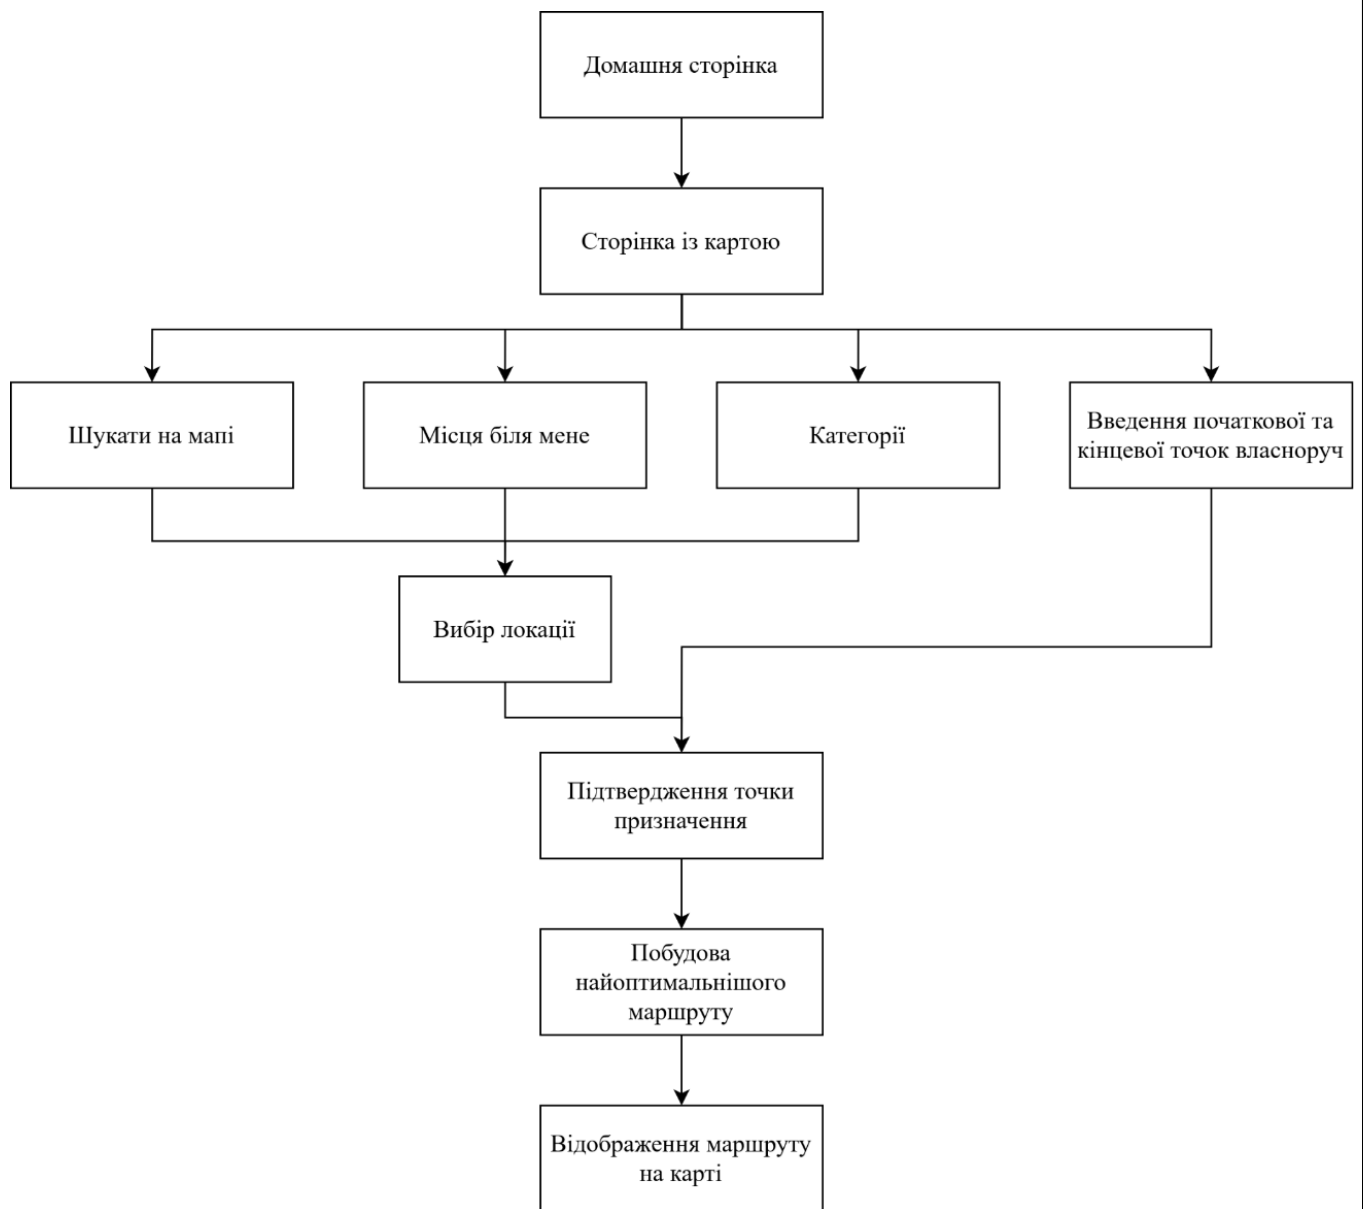 Домашня сторінка
Сторінка із картою
Шукати на мапі
Місця біля мене
Категорії
Введення початкової та
кінцевої точок власноруч
Вибір локації
Підтвердження точки
призначення
Побудова
найоптимальнішого
маршруту
Відображення маршруту
на карті